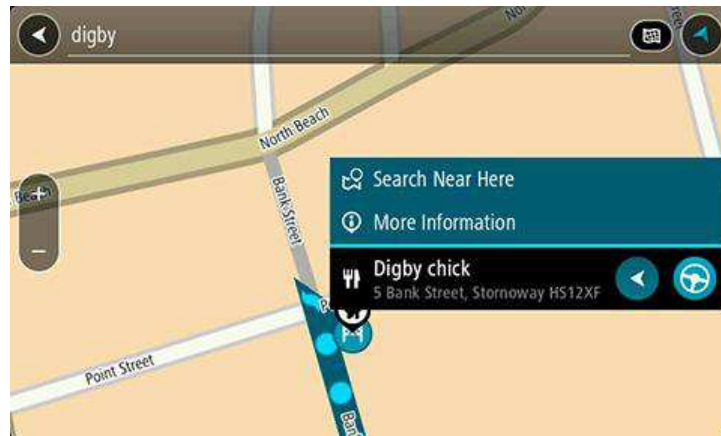 digby
North Beach
Bank Street
Search Near Here
More Information
Digby chick
5 Bank Street, Stornoway HS12XF
Point Street